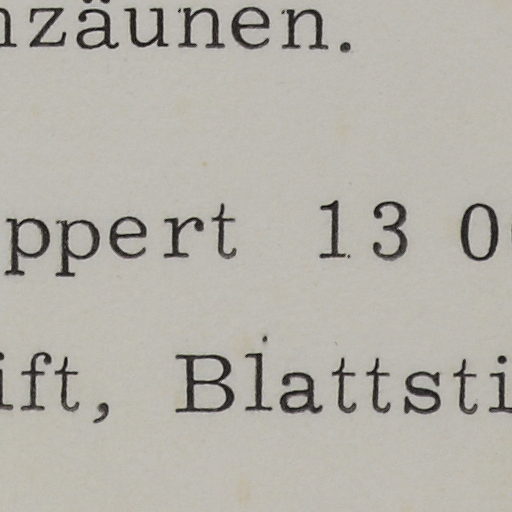 nzäunen.
ppert 13 0
ift, Blattsti